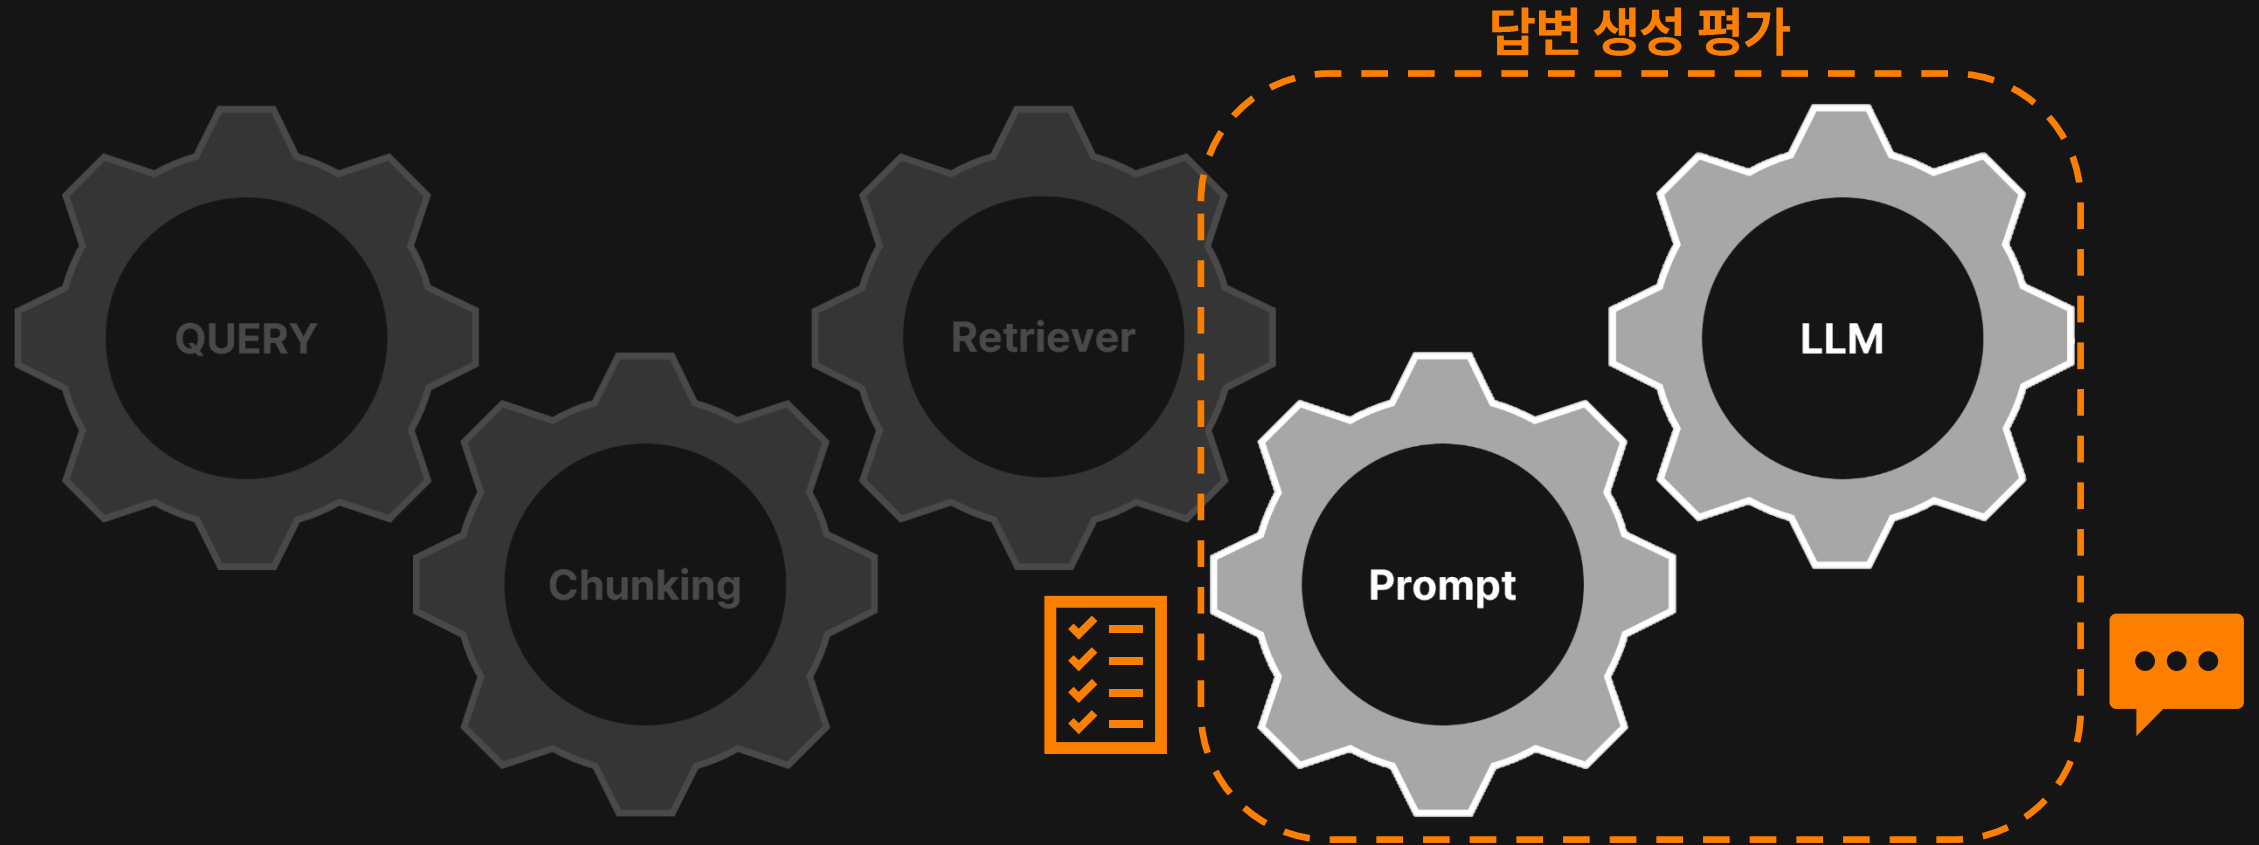 답변 생성 평가
QUERY
Chunking
Retriever
Prompt
LLM